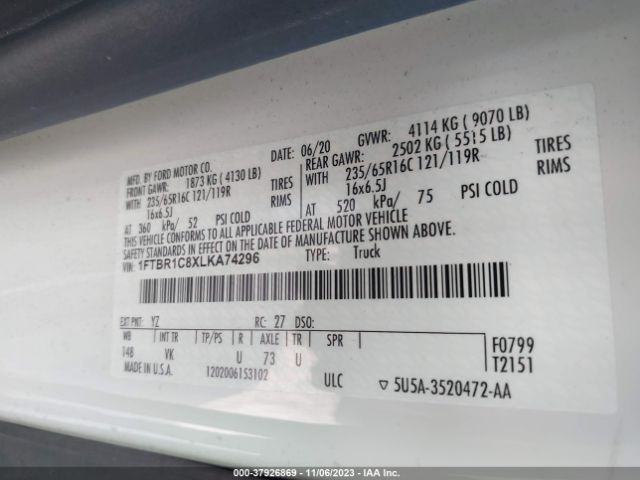 MFD. BY FORD MOTOR CO.
DATE: 06/20 GVWR: 4114 KG ( 9070 LB)
FRONT GAWR: 1873 KG ( 4130 LB) REAR GAWR: 2502 KG ( 5515 LB)
WITH 235/65R16C 121/119R TIRES WITH 235/65R16C 121/119R TIRES
16x6.5J RIMS 16x6.5J RIMS
AT 360 kPa/ 52 PSI COLD AT 520 kPa/ 75 PSI COLD
THIS VEHICLE CONFORMS TO ALL APPLICABLE FEDERAL MOTOR VEHICLE
SAFETY STANDARDS IN EFFECT ON THE DATE OF MANUFACTURE SHOWN ABOVE.
VIN: 1FTBR1C8XLKA74296 TYPE: Truck
EXT PNT: YZ RC: 27 DSO:
WB INT TR TP/PS R AXLE TR SPR F0799
148 VK U 73 U T2151
MADE IN U.S.A. 1202006153102 ULC ▽ 5U5A-3520472-AA
000-37926869 - 11/06/2023 - IAAI.com